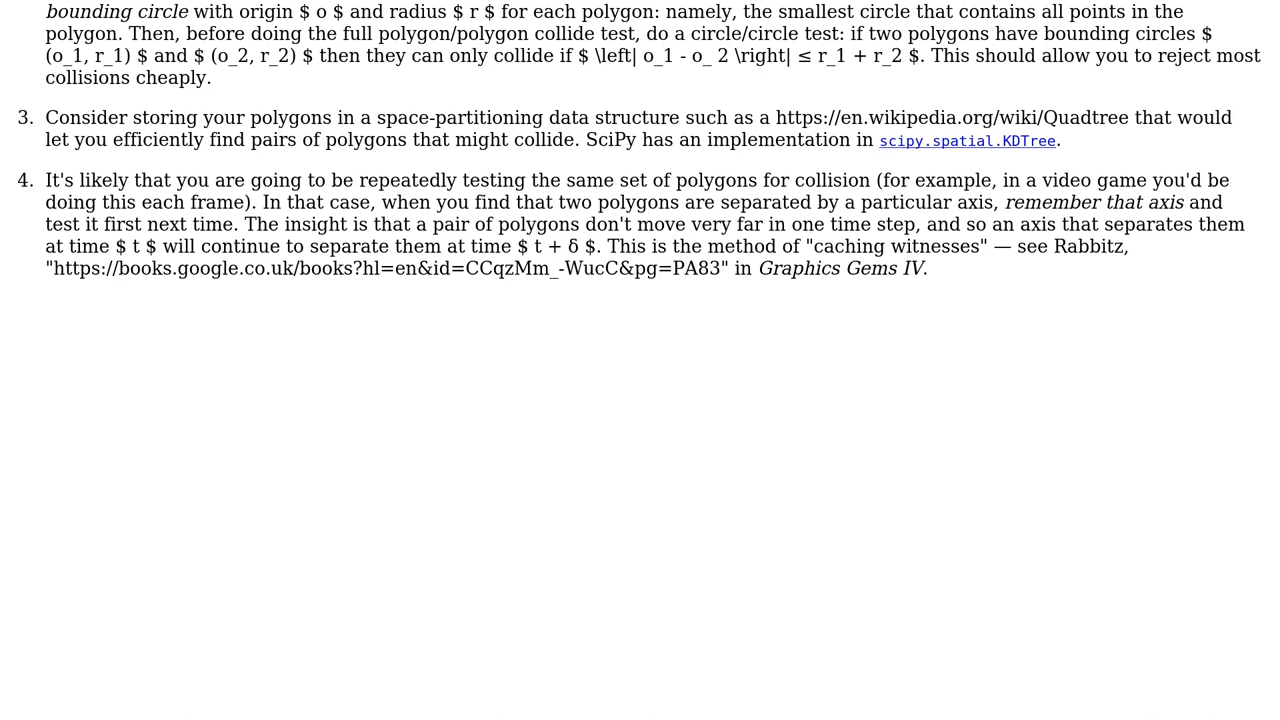 bounding circle with origin $ o $ and radius $ r $ for each polygon: namely, the smallest circle that contains all points in the
polygon. Then, before doing the full polygon/polygon collide test, do a circle/circle test: if two polygons have bounding circles $
(o_1, r_1) $ and $ (o_2, r_2) $ then they can only collide if $ \left| o_1 - o_ 2 \right| ≤ r_1 + r_2 $. This should allow you to reject most
collisions cheaply.
3. Consider storing your polygons in a space-partitioning data structure such as a https://en.wikipedia.org/wiki/Quadtree that would
let you efficiently find pairs of polygons that might collide. SciPy has an implementation in scipy.spatial.KDTree.
4. It's likely that you are going to be repeatedly testing the same set of polygons for collision (for example, in a video game you'd be
doing this each frame). In that case, when you find that two polygons are separated by a particular axis, remember that axis and
test it first next time. The insight is that a pair of polygons don't move very far in one time step, and so an axis that separates them
at time $ t $ will continue to separate them at time $ t + δ $. This is the method of "caching witnesses" — see Rabbitz,
"https://books.google.co.uk/books?hl=en&id=CCqzMm_-WucC&pg=PA83" in Graphics Gems IV.